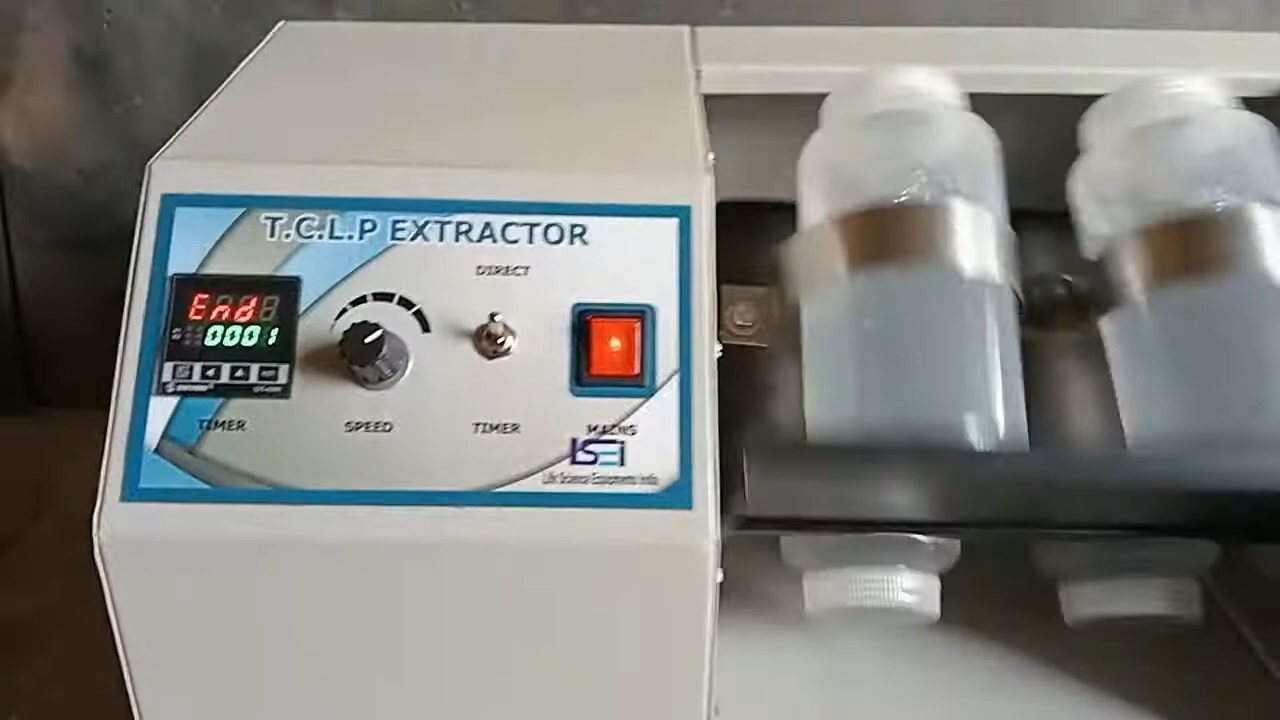 T.C.L.P EXTRACTOR
DIRECT
End
0001
TIMER
SPEED
TIMER
MAINS
LSEI
Life Science Equipments India